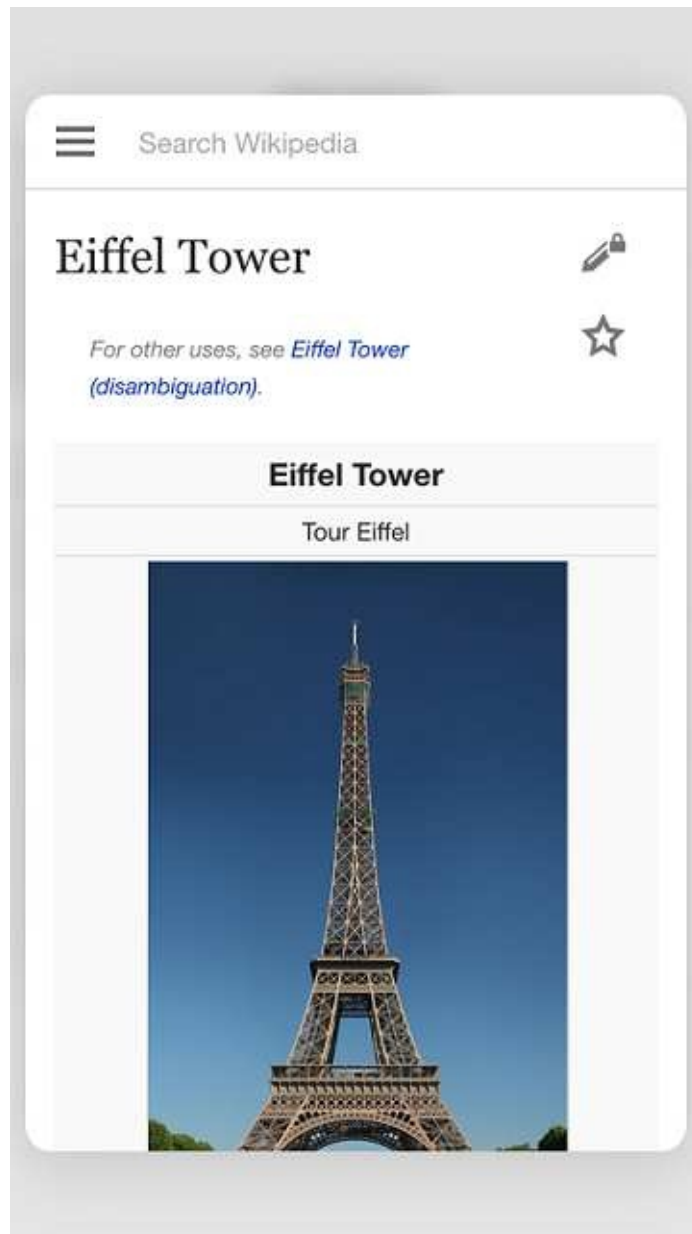 Search Wikipedia
Eiffel Tower
For other uses, see Eiffel Tower
(disambiguation).
Eiffel Tower
Tour Eiffel